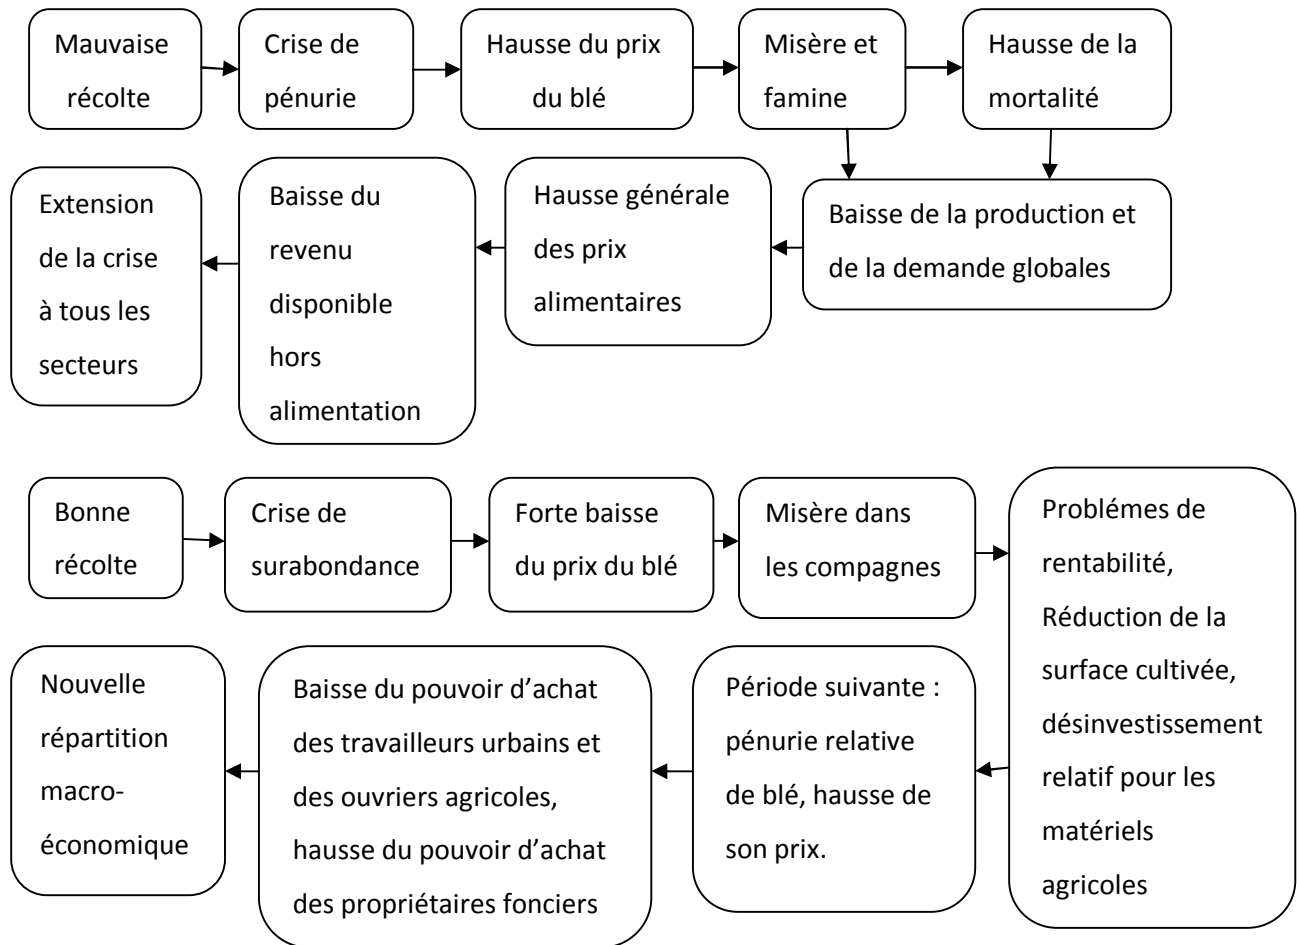 Mauvaise
récolte
Crise de
pénurie
Hausse du prix
du blé
Misère et
famine
Hausse de la
mortalité
Baisse de la production et
de la demande globales
Hausse générale
des prix
alimentaires
Baisse du
revenu
disponible
hors
alimentation
Extension
de la crise
à tous les
secteurs
Bonne
récolte
Crise de
surabondance
Forte baisse
du prix du blé
Misère dans
les compagnes
Problémes de
rentabilité,
Réduction de la
surface cultivée,
désinvestissement
relatif pour les
matériels
agricoles
Période suivante :
pénurie relative
de blé, hausse de
son prix.
Baisse du pouvoir d’achat
des travailleurs urbains et
des ouvriers agricoles,
hausse du pouvoir d’achat
des propriétaires fonciers
Nouvelle
répartition
macro-
économique